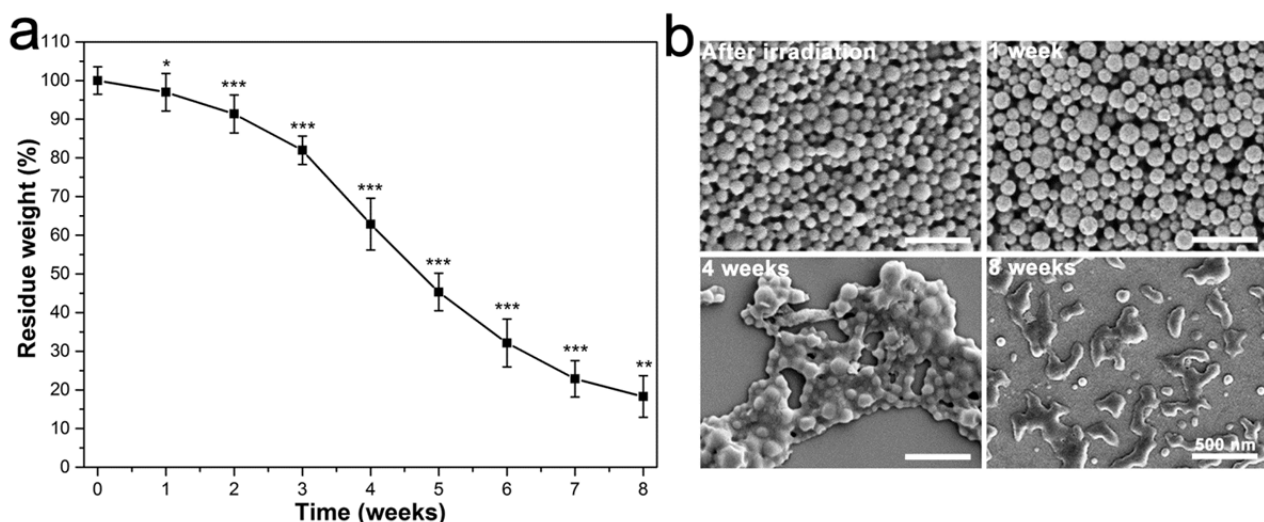 a
110
100
90
80
70
60
50
40
30
20
10
0
Residue weight (%)
*
***
***
***
***
***
***
**
0 1 2 3 4 5 6 7 8
Time (weeks)
b
After irradiation
1 week
4 weeks
8 weeks
500 nm